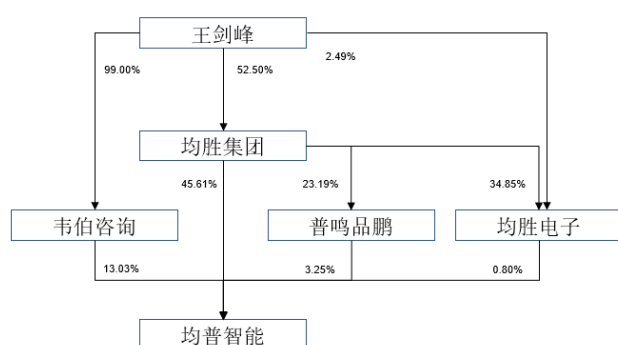 王剑峰
2.49%
99.00%
52.50%
均胜集团
45.61%
23.19%
34.85%
韦伯咨询
普鸣品鹏
均胜电子
13.03%
3.25%
0.80%
均普智能